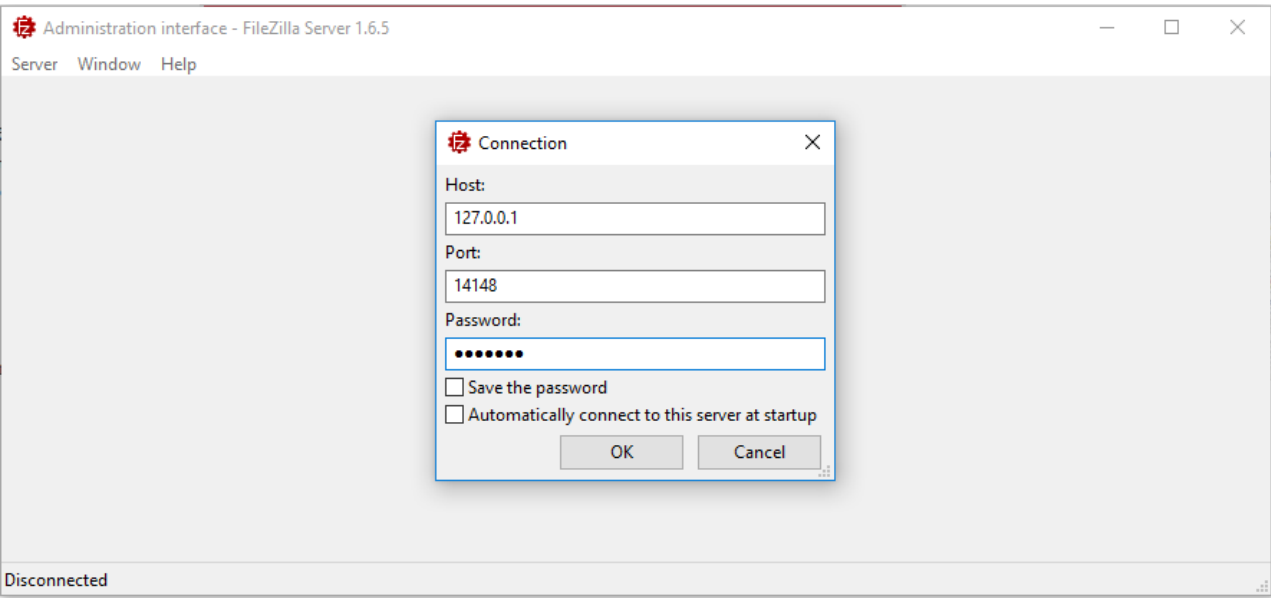 Administration interface - FileZilla Server 1.6.5
Server Window Help
Connection
Host:
127.0.0.1
Port:
14148
Password:
•••••••
Save the password
Automatically connect to this server at startup
OK Cancel
Disconnected